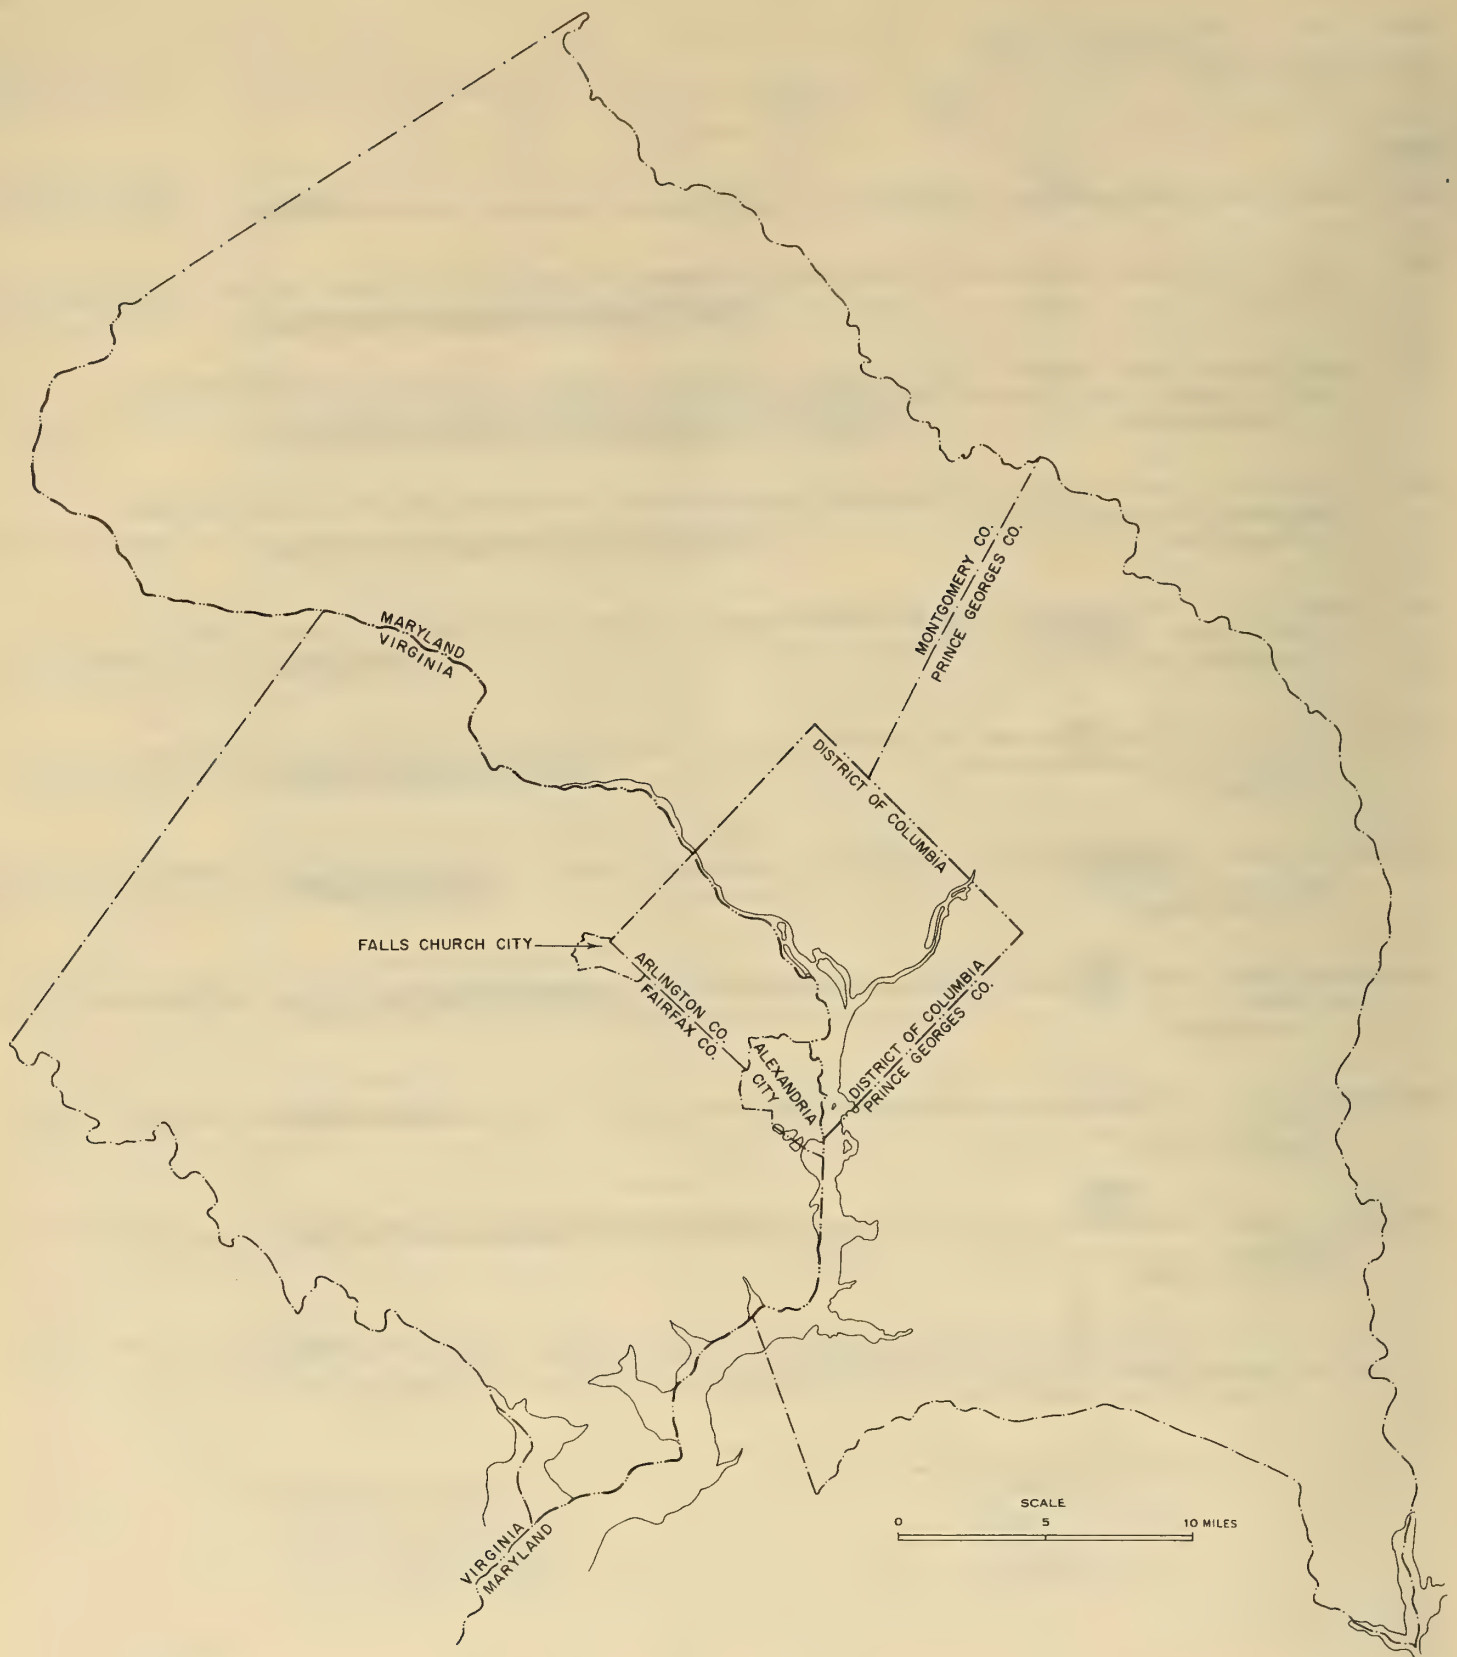 MARYLAND
VIRGINIA
MONTGOMERY CO.
PRINCE GEORGES CO.
DISTRICT OF COLUMBIA
FALLS CHURCH CITY
ARLINGTON CO.
FAIRFAX CO.
ALEXANDRIA
CITY
DISTRICT OF COLUMBIA
PRINCE GEORGES CO.
SCALE
0 5 10 MILES
VIRGINIA
MARYLAND